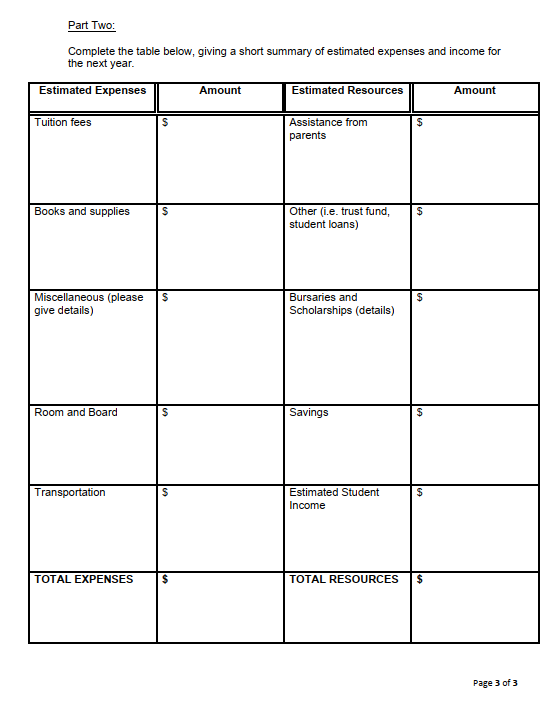 Part Two:
Complete the table below, giving a short summary of estimated expenses and income for
the next year.
Estimated Expenses Amount Estimated Resources Amount
Tuition fees $ Assistance from $
parents
Books and supplies $ Other (i.e. trust fund, $
student loans)
Miscellaneous (please $ Bursaries and $
give details) Scholarships (details)
Room and Board $ Savings $
Transportation $ Estimated Student $
Income
TOTAL EXPENSES $ TOTAL RESOURCES $
Page 3 of 3